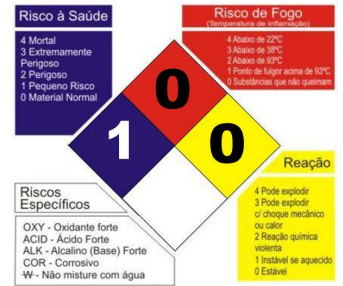 Risco à Saúde
4 Mortal
3 Extremamente
Perigoso
2 Perigoso
1 Pequeno Risco
0 Material Normal
Risco de Fogo
(Temperatura de inflamação)
4 Abaixo de 22ºC
3 Abaixo de 38ºC
2 Abaixo de 93ºC
1 Ponto de fulgor acima de 93ºC
0 Substâncias que não queimam
0
1
0
Reação
4 Pode explodir
3 Pode explodir
c/ choque mecânico
ou calor
2 Reação química
violenta
1 Instável se aquecido
0 Estável
Riscos
Específicos
OXY - Oxidante forte
ACID - Ácido Forte
ALK - Alcalino (Base) Forte
COR - Corrosivo
W - Não misture com água